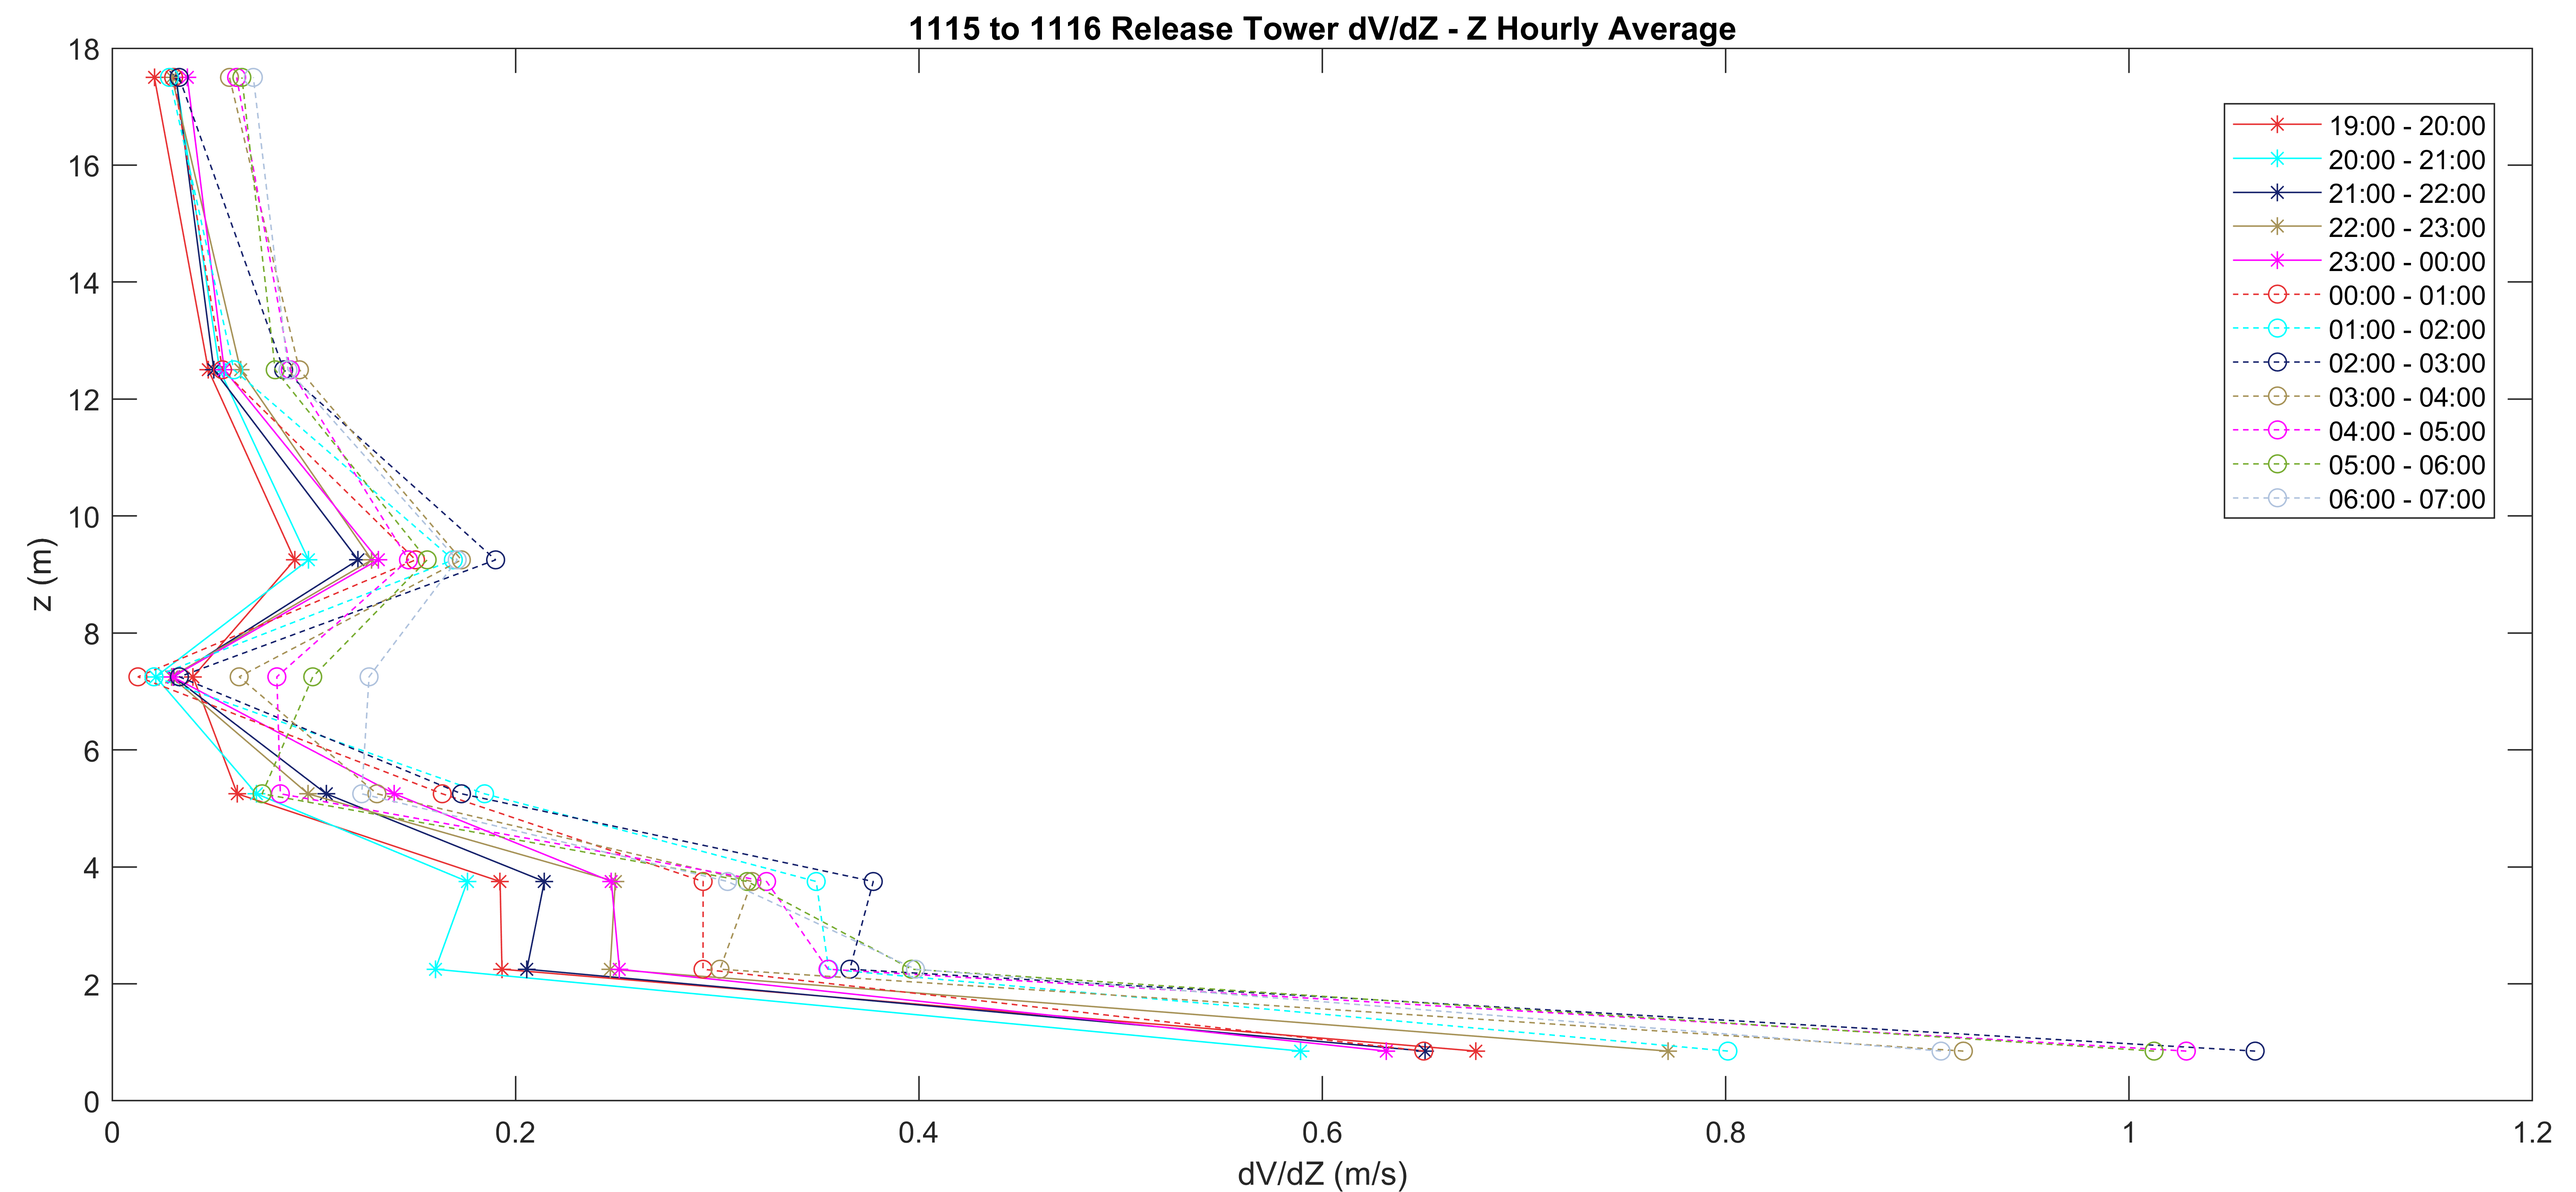 1115 to 1116 Release Tower dV/dZ - Z Hourly Average
18
16
14
12
10
8
6
4
2
0
z (m)
19:00 - 20:00
20:00 - 21:00
21:00 - 22:00
22:00 - 23:00
23:00 - 00:00
00:00 - 01:00
01:00 - 02:00
02:00 - 03:00
03:00 - 04:00
04:00 - 05:00
05:00 - 06:00
06:00 - 07:00
0 0.2 0.4 0.6 0.8 1 1.2
dV/dZ (m/s)